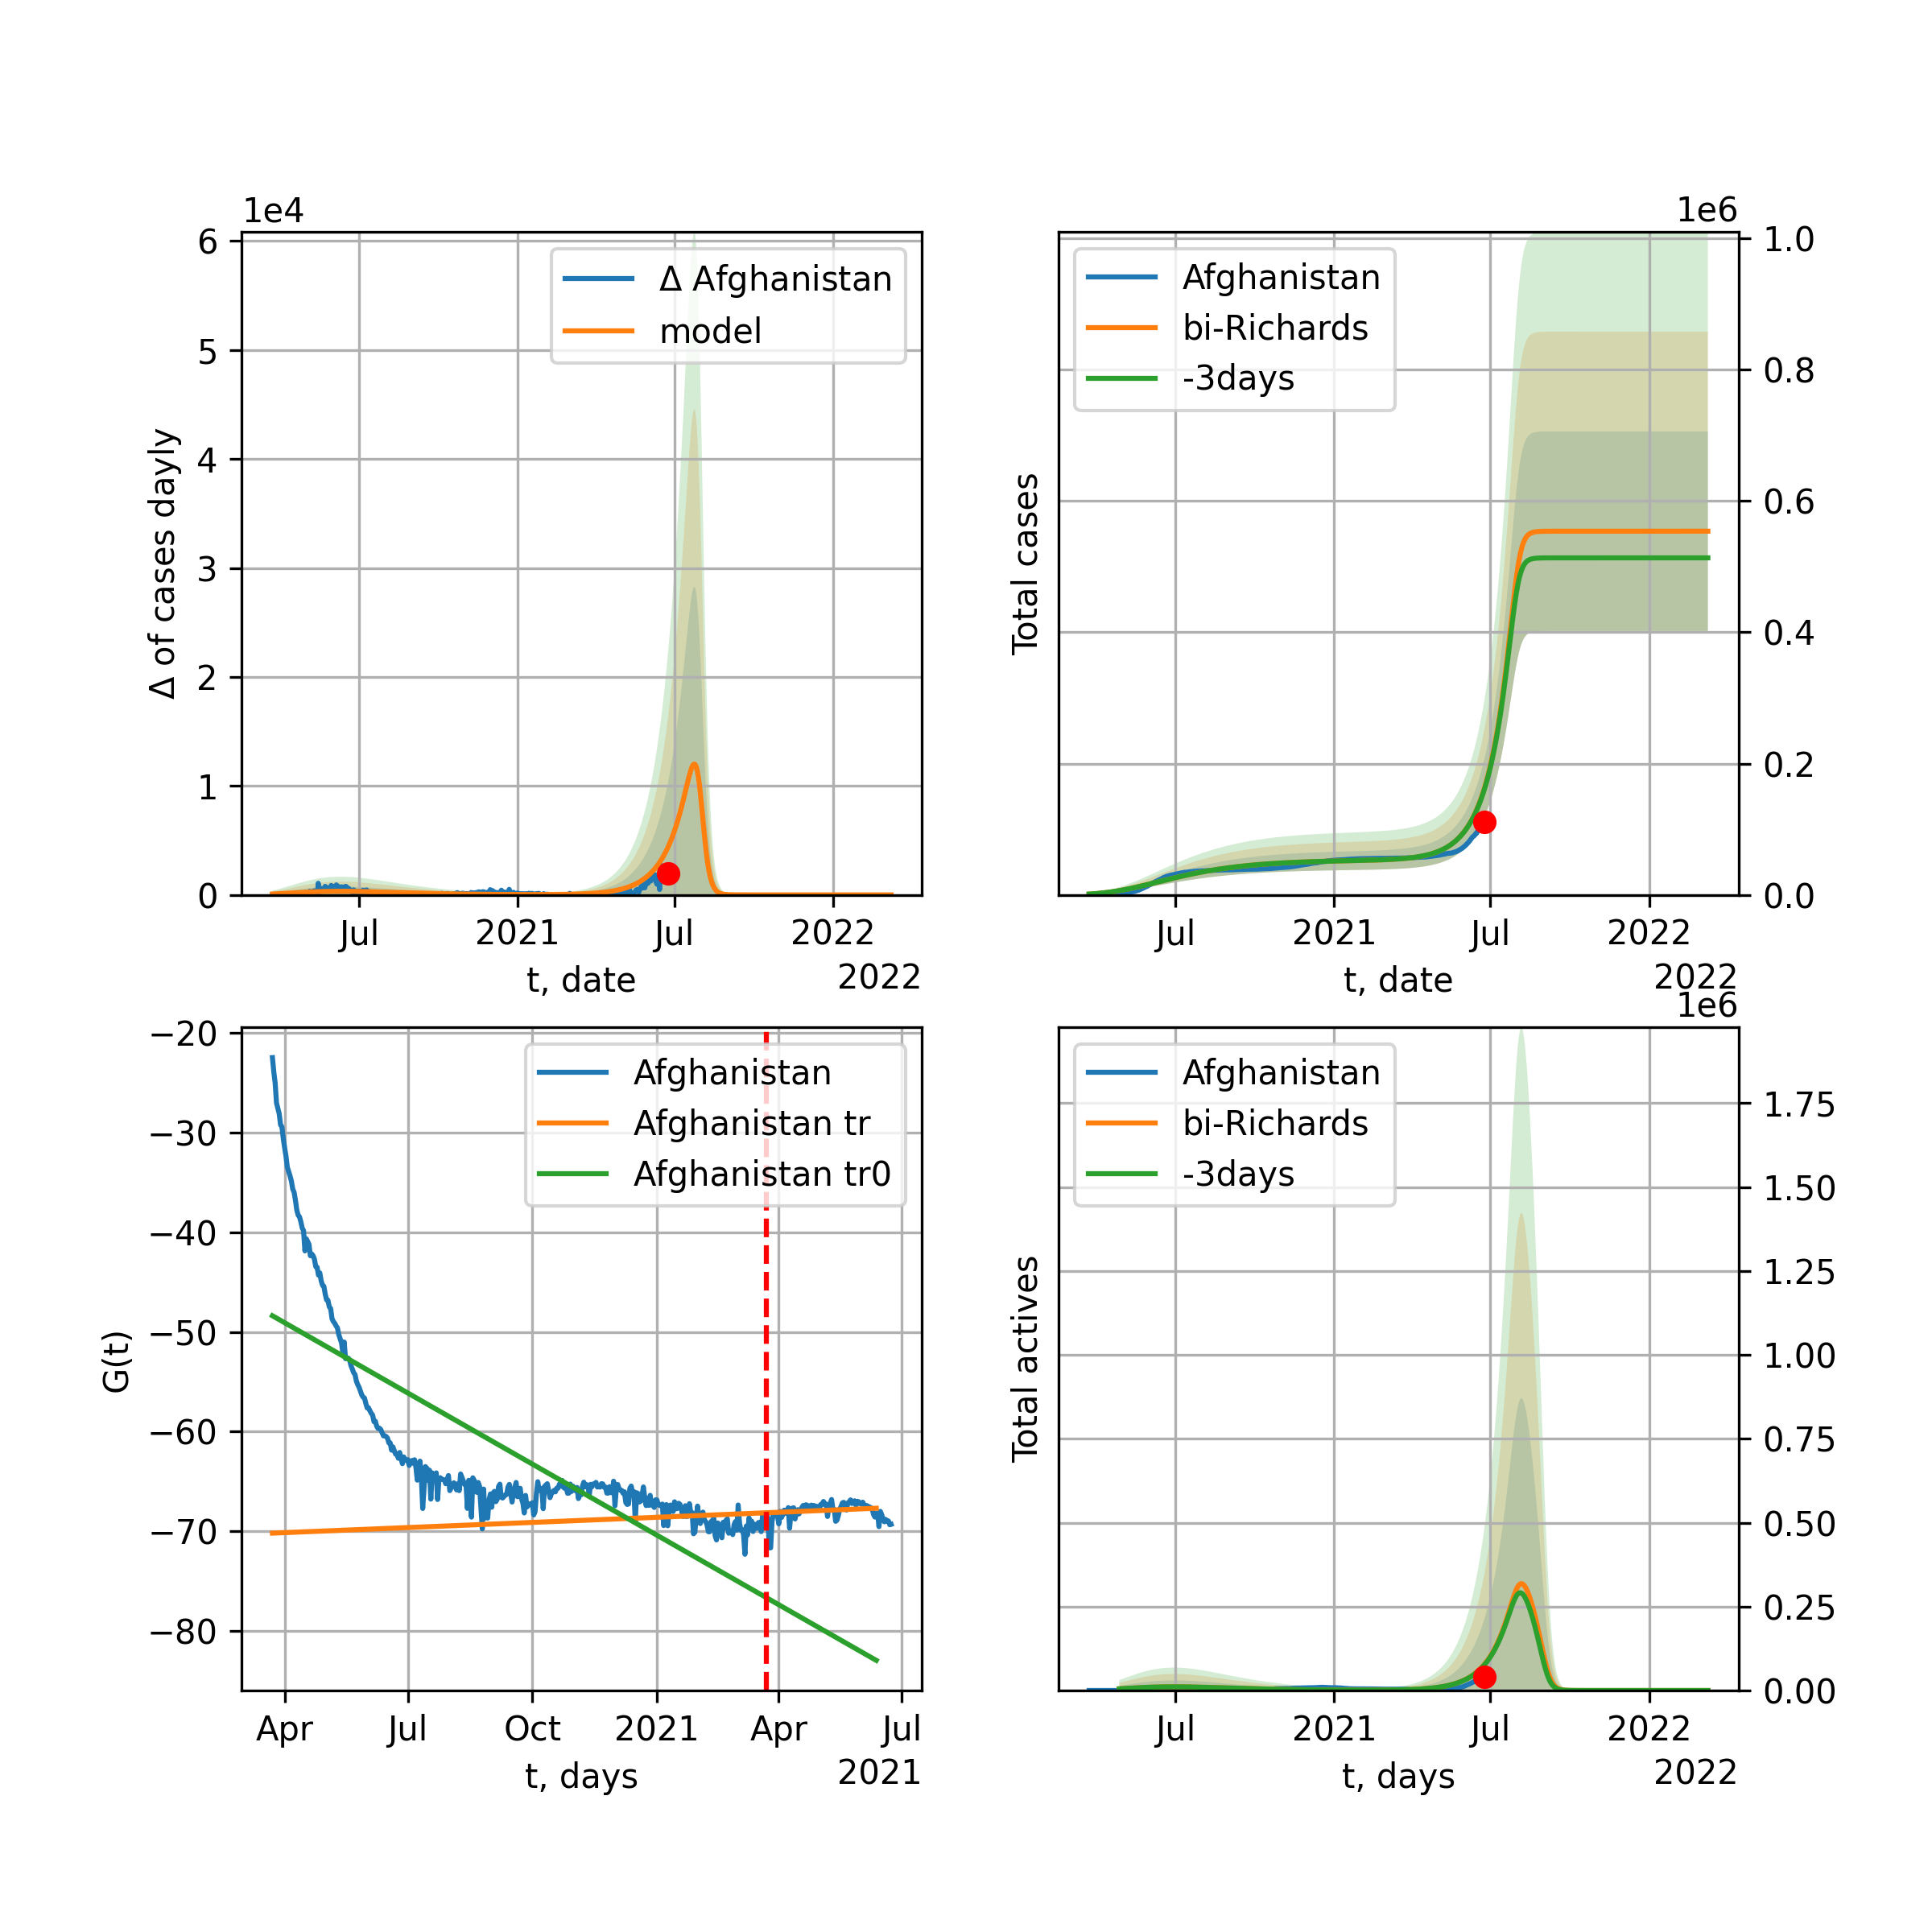 1e4
6
5
4
3
2
1
0
Δ of cases dayly
Δ Afghanistan
model
Jul
2021
Jul
2022
t, date
2022
1e6
1.0
0.8
0.6
0.4
0.2
0.0
Total cases
Afghanistan
bi-Richards
-3days
Jul
2021
Jul
2022
t, date
2022
−20
−30
−40
−50
−60
−70
−80
G(t)
Afghanistan
Afghanistan tr
Afghanistan tr0
Apr
Jul
Oct
2021
Apr
Jul
t, days
2021
1e6
1.75
1.50
1.25
1.00
0.75
0.50
0.25
0.00
Total actives
Afghanistan
bi-Richards
-3days
Jul
2021
Jul
2022
t, days
2022